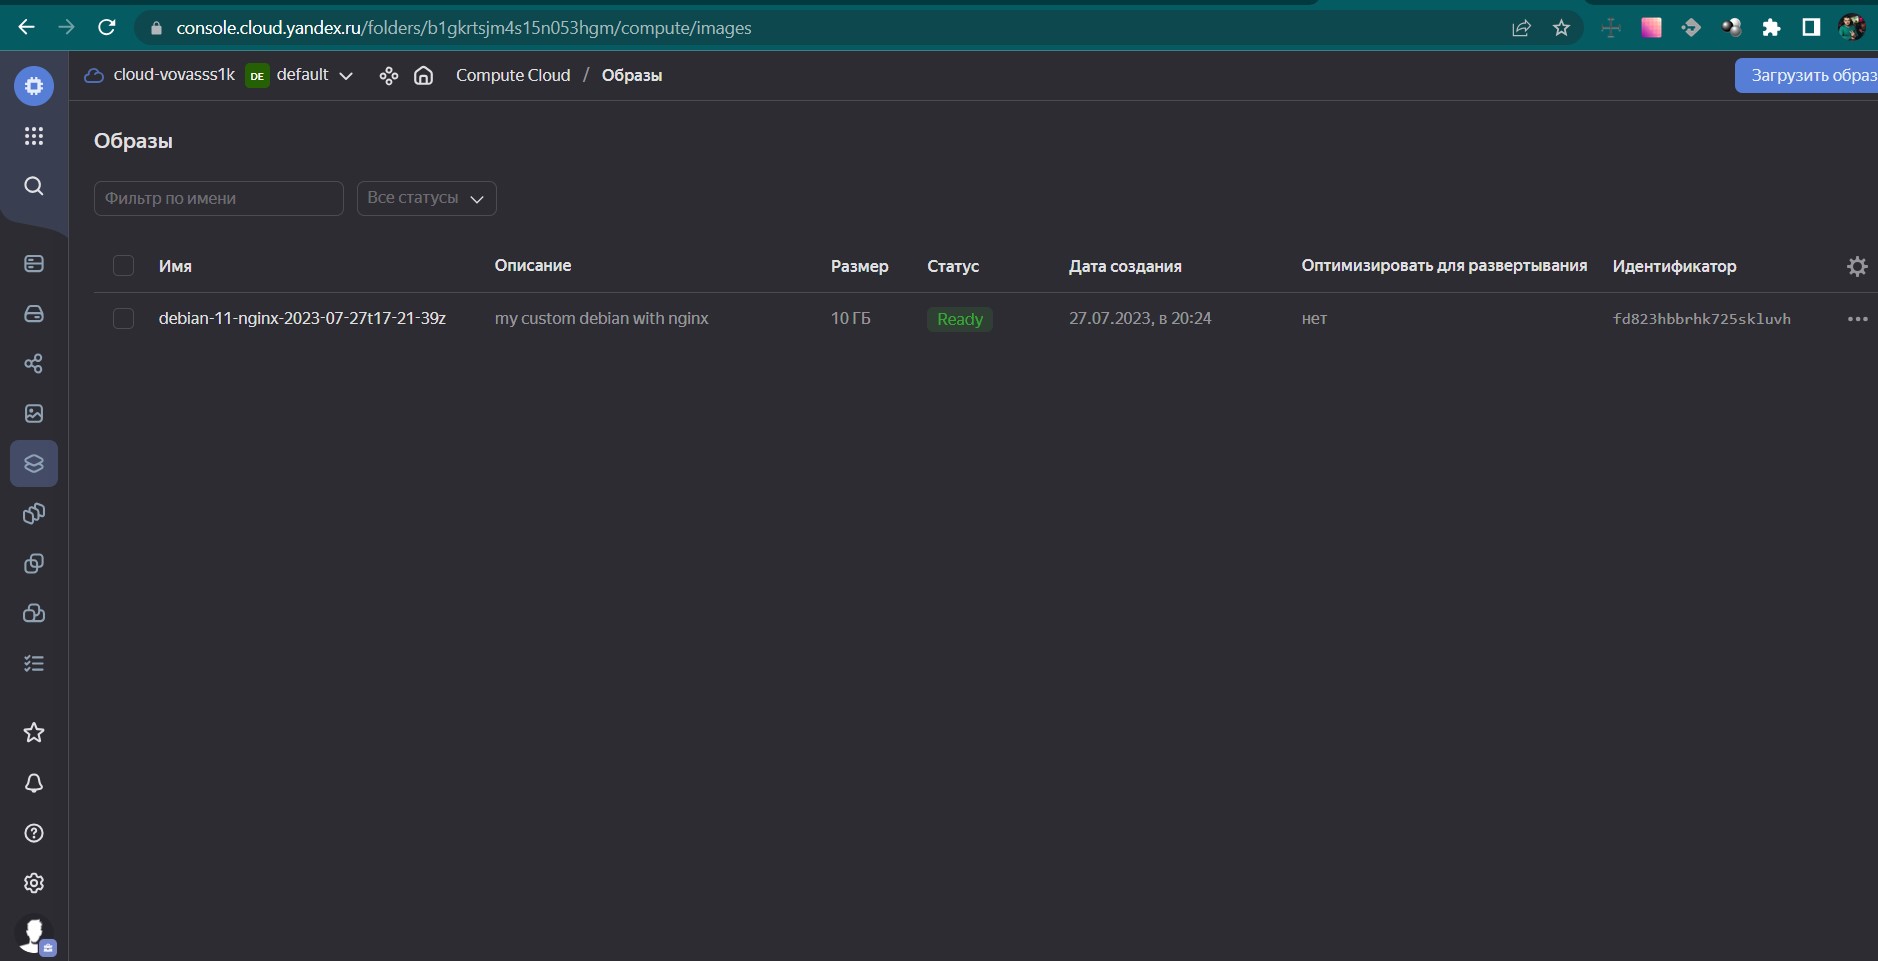 console.cloud.yandex.ru/folders/b1gkrtsjm4s15n053hgm/compute/images
cloud-vovasss1k DE default Compute Cloud / Образы Загрузить образ
Образы
Фильтр по имени Все статусы
Имя Описание Размер Статус Дата создания Оптимизировать для развертывания Идентификатор
debian-11-nginx-2023-07-27t17-21-39z my custom debian with nginx 10 ГБ Ready 27.07.2023, в 20:24 нет fd823hbbrhk725skluvh